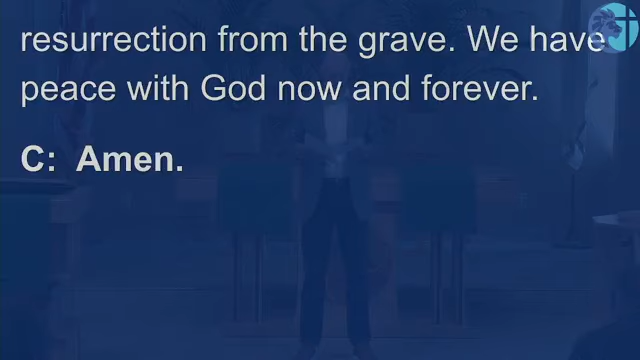 resurrection from the grave. We have
peace with God now and forever.
C: Amen.